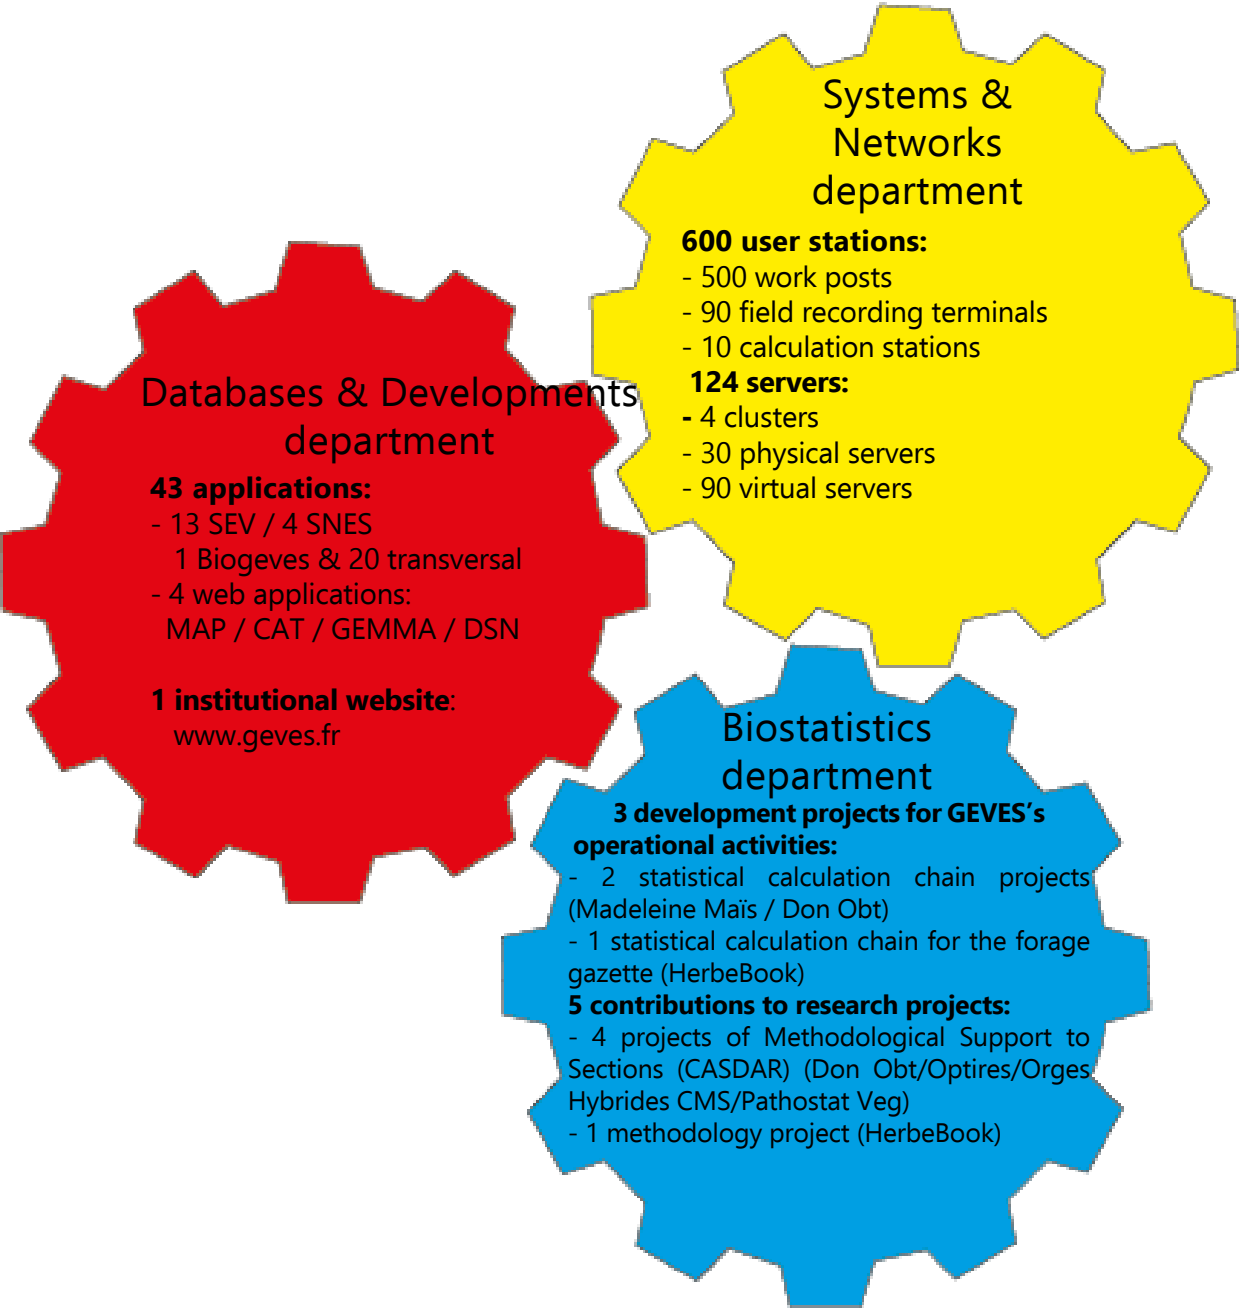 Systems &
Networks
department
600 user stations:
- 500 work posts
- 90 field recording terminals
- 10 calculation stations
124 servers:
- 4 clusters
- 30 physical servers
- 90 virtual servers
Databases & Developments
department
43 applications:
- 13 SEV / 4 SNES
1 Biogeves & 20 transversal
- 4 web applications:
MAP / CAT / GEMMA / DSN
1 institutional website:
www.geves.fr
Biostatistics
department
3 development projects for GEVES's
operational activities:
- 2 statistical calculation chain projects
(Madeleine Maïs / Don Obt)
- 1 statistical calculation chain for the forage
gazette (HerbeBook)
5 contributions to research projects:
- 4 projects of Methodological Support to
Sections (CASDAR) (Don Obt/Optires/Orges
Hybrides CMS/Pathostat Veg)
- 1 methodology project (HerbeBook)